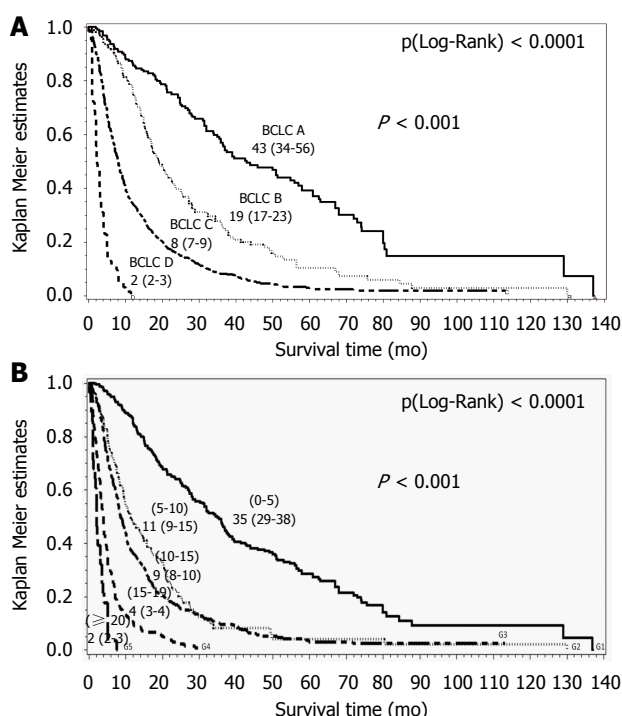 A
p(Log-Rank) < 0.0001
P < 0.001
Kaplan Meier estimates
1.0
0.8
0.6
0.4
0.2
0.0
BCLC A
43 (34-56)
BCLC B
19 (17-23)
BCLC C
8 (7-9)
BCLC D
2 (2-3)
0 10 20 30 40 50 60 70 80 90 100 110 120 130 140
Survival time (mo)
B
p(Log-Rank) < 0.0001
P < 0.001
Kaplan Meier estimates
1.0
0.8
0.6
0.4
0.2
0.0
(0-5)
35 (29-38)
(5-10)
11 (9-15)
(10-15)
9 (8-10)
(15-19)
4 (3-4)
(⩾ 20)
2 (2-3)
G5 G4 G3 G2 G1
0 10 20 30 40 50 60 70 80 90 100 110 120 130 140
Survival time (mo)